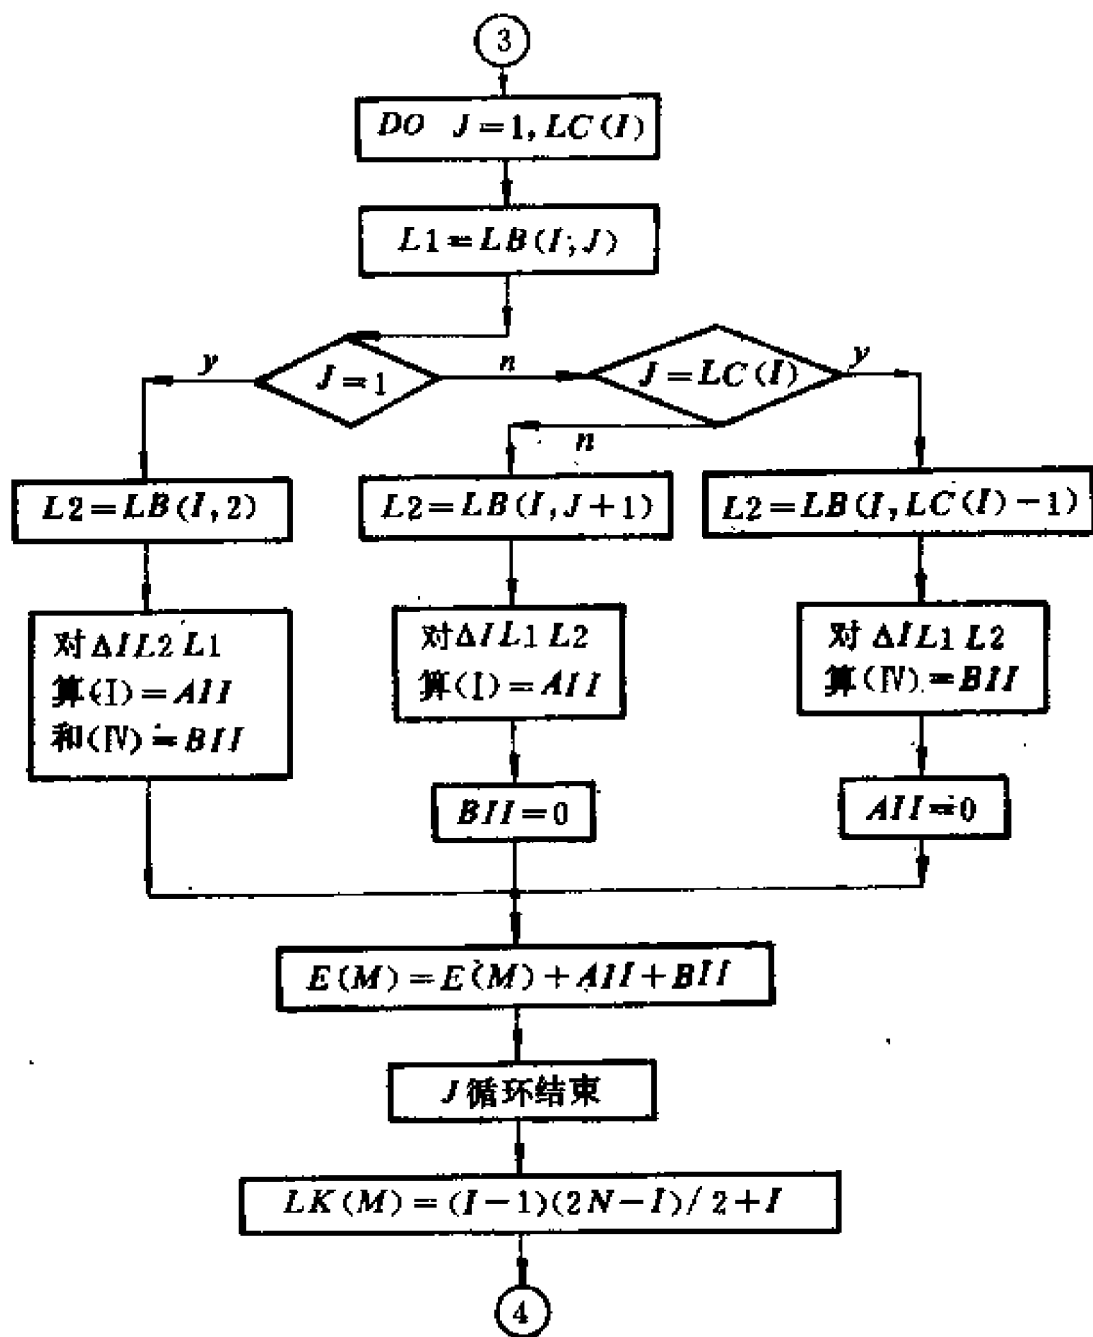 3
DO J=1, LC(I)
L1=LB(I,J)
y
J=1
n
J=LC(I)
y
n
L2=LB(I,2)
L2=LB(I,J+1)
L2=LB(I,LC(I)-1)
对ΔIL2 L1
算(Ⅰ)=AII
和(Ⅳ)=BII
对ΔIL1 L2
算(Ⅰ)=AII
对ΔIL1 L2
算(Ⅳ)=BII
BII=0
AII=0
E(M)=E(M)+AII+BII
J循环结束
LK(M)=(I-1)(2N-I)/2+I
4